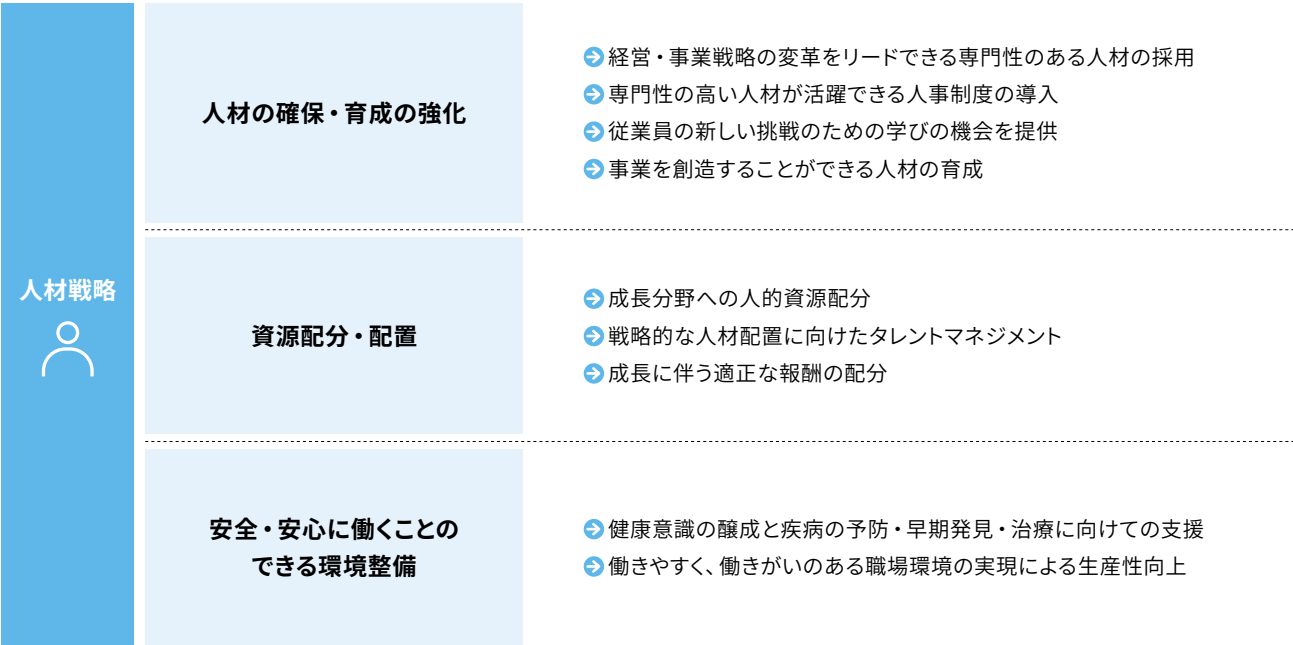 人材戦略
人材の確保・育成の強化
経営・事業戦略の変革をリードできる専門性のある人材の採用
専門性の高い人材が活躍できる人事制度の導入
従業員の新しい挑戦のための学びの機会を提供
事業を創造することができる人材の育成
資源配分・配置
成長分野への人的資源配分
戦略的な人材配置に向けたタレントマネジメント
成長に伴う適正な報酬の配分
安全・安心に働くことの
できる環境整備
健康意識の醸成と疾病の予防・早期発見・治療に向けての支援
働きやすく、働きがいのある職場環境の実現による生産性向上